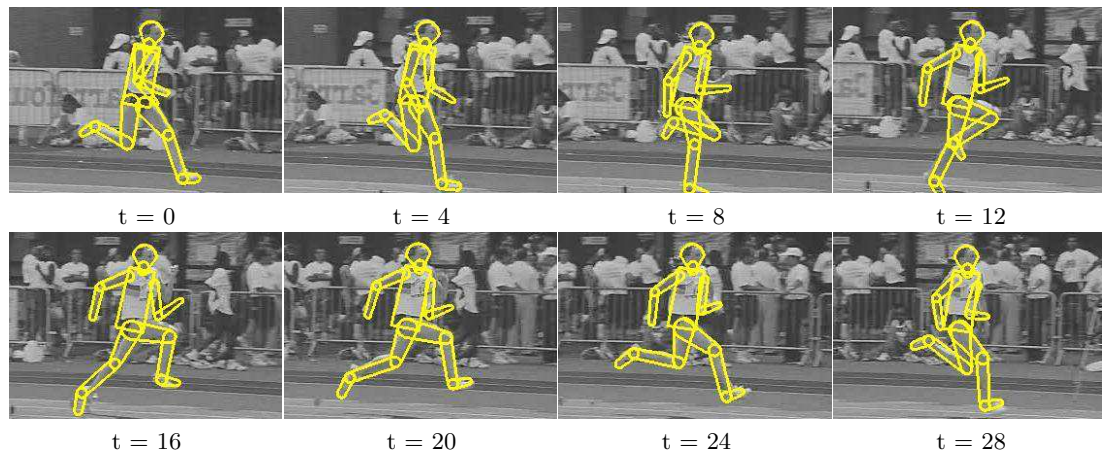 t = 0
t = 4
t = 8
t = 12
t = 16
t = 20
t = 24
t = 28